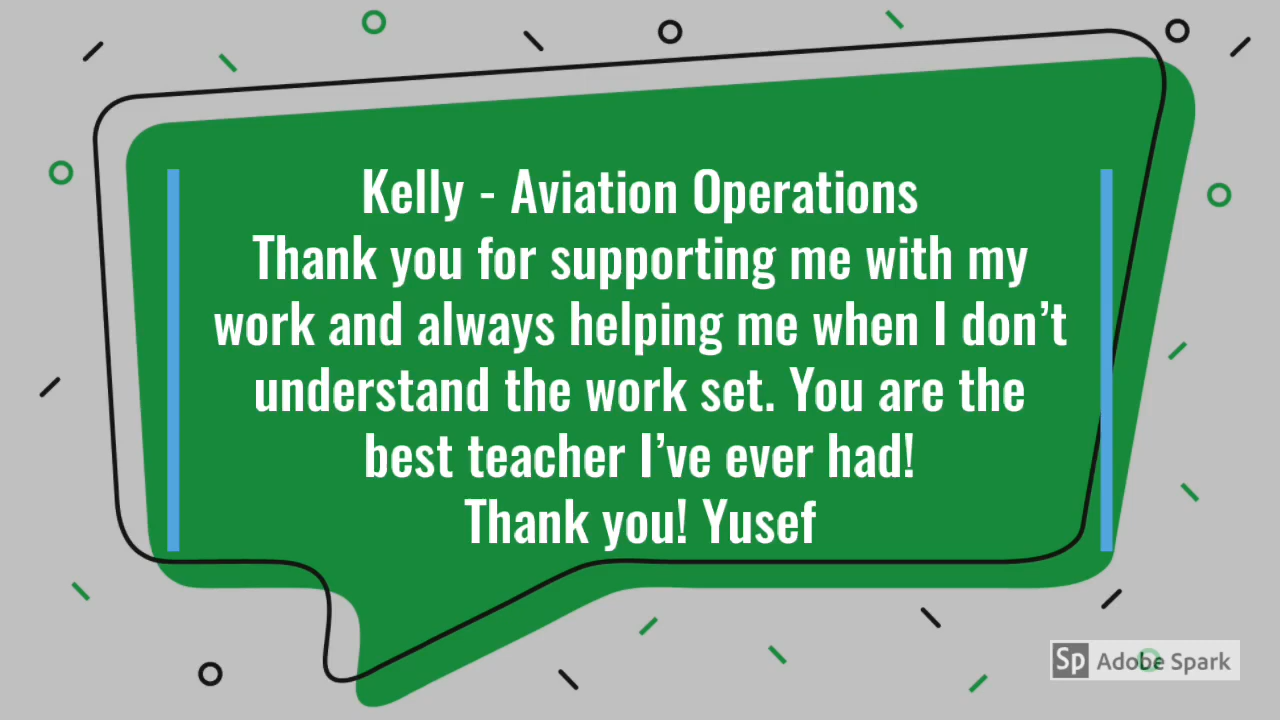 Kelly - Aviation Operations
Thank you for supporting me with my
work and always helping me when I don’t
understand the work set. You are the
best teacher I’ve ever had!
Thank you! Yusef
Sp Adobe Spark